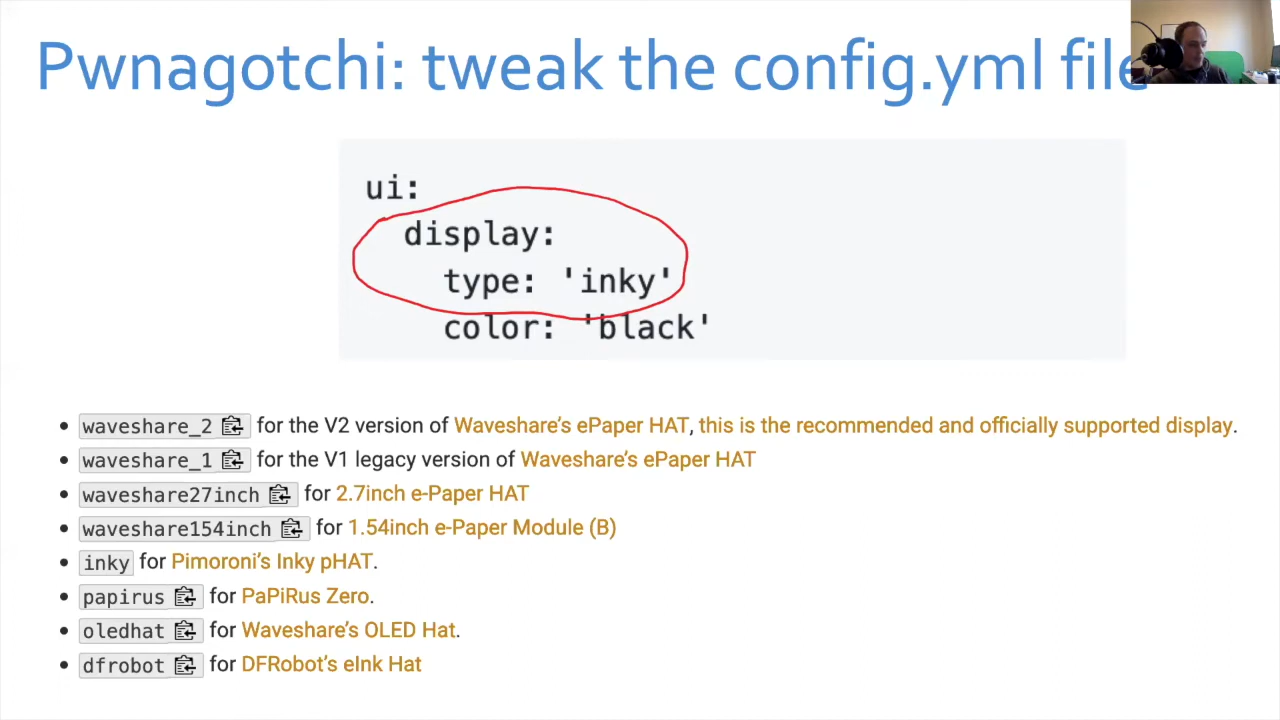 Pwnagotchi: tweak the config.yml file
ui:
display:
type: 'inky'
color: 'black'
waveshare_2 for the V2 version of Waveshare's ePaper HAT, this is the recommended and officially supported display.
waveshare_1 for the V1 legacy version of Waveshare's ePaper HAT
waveshare27inch for 2.7inch e-Paper HAT
waveshare154inch for 1.54inch e-Paper Module (B)
inky for Pimoroni's Inky pHAT.
papirus for PaPiRus Zero.
oledhat for Waveshare's OLED Hat.
dfrobot for DFRobot's eInk Hat